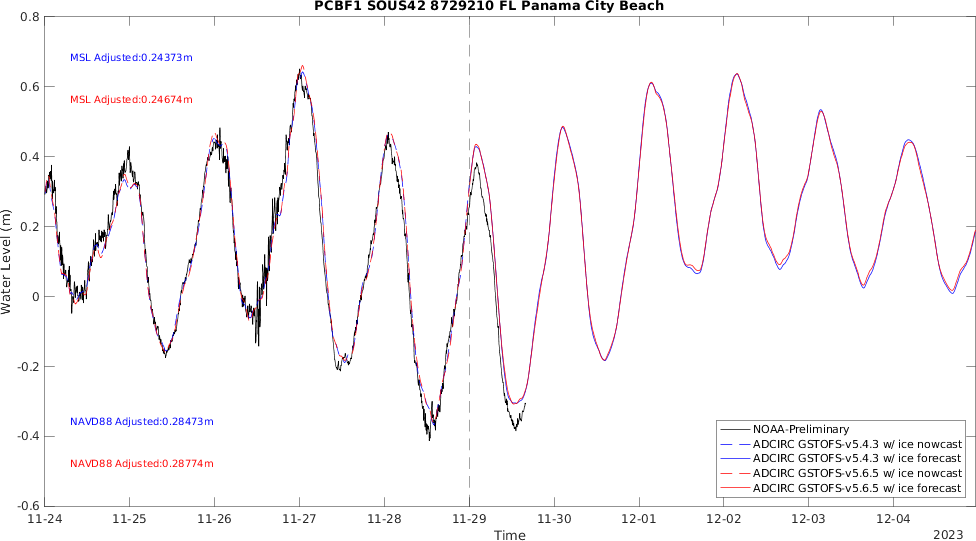 PCBF1 SOUS42 8729210 FL Panama City Beach
0.8
0.6
0.4
0.2
0
-0.2
-0.4
-0.6
Water Level (m)
MSL Adjusted:0.24373m
MSL Adjusted:0.24674m
NAVD88 Adjusted:0.28473m
NAVD88 Adjusted:0.28774m
NOAA-Preliminary
ADCIRC GSTOFS-v5.4.3 w/ ice nowcast
ADCIRC GSTOFS-v5.4.3 w/ ice forecast
ADCIRC GSTOFS-v5.6.5 w/ ice nowcast
ADCIRC GSTOFS-v5.6.5 w/ ice forecast
11-24 11-25 11-26 11-27 11-28 11-29 11-30 12-01 12-02 12-03 12-04
Time
2023